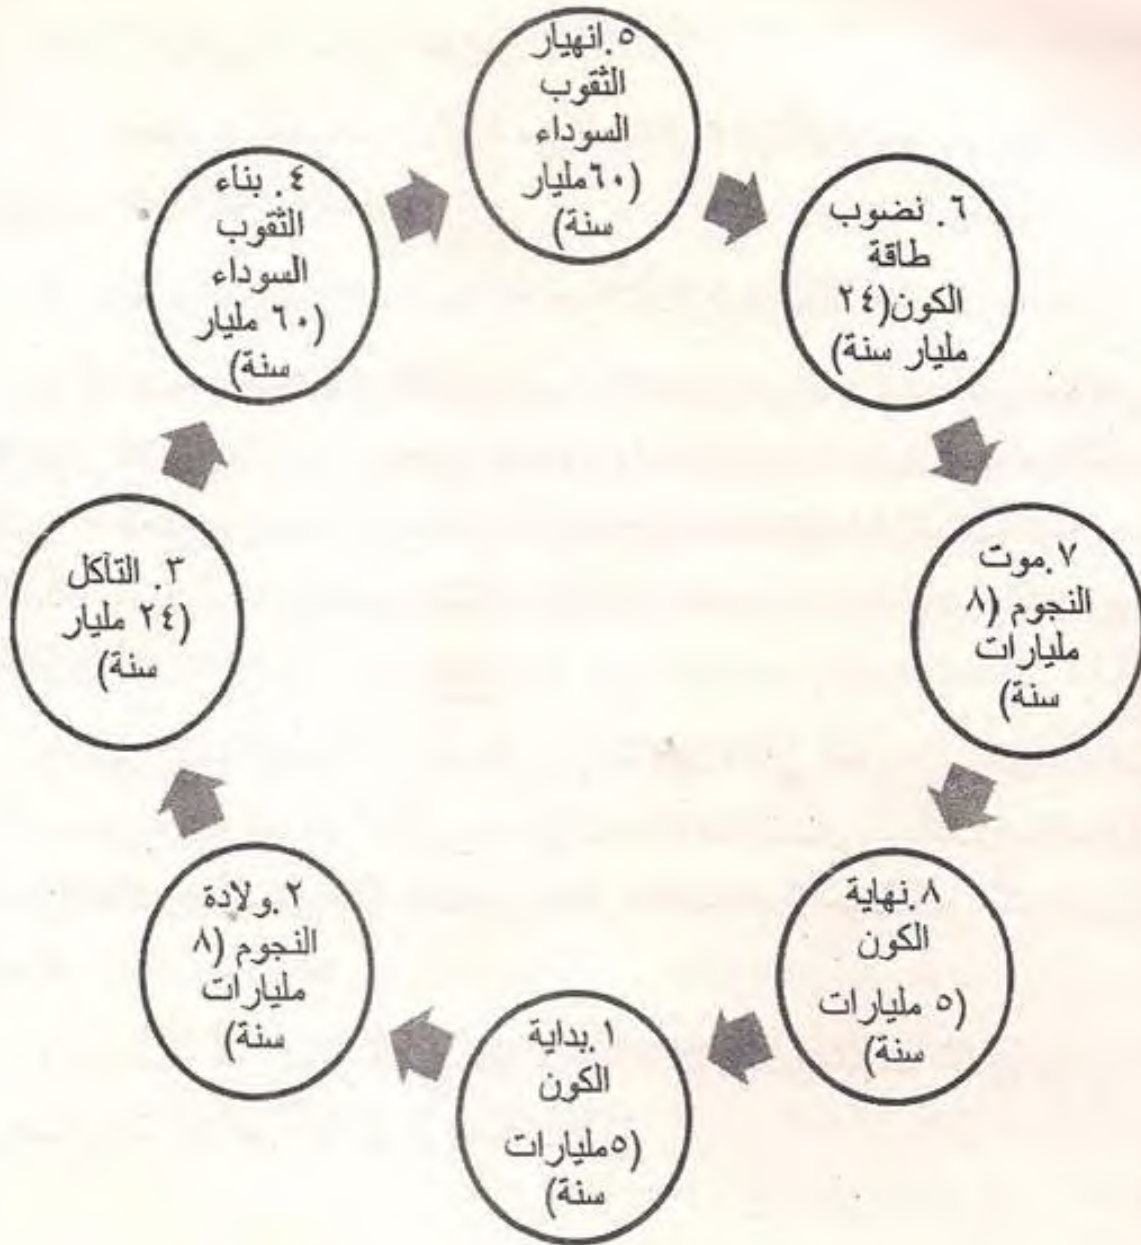 ١.بداية
الكون
(٥مليارات
سنة)
٢.ولادة
النجوم (٨
مليارات
سنة)
٣. التآكل
(٢٤ مليار
سنة)
٤. بناء
الثقوب
السوداء
(٦٠ مليار
سنة)
٥.انهيار
الثقوب
السوداء
(٦٠مليار
سنة)
٦. نضوب
طاقة
الكون(٢٤
مليار سنة)
٧.موت
النجوم (٨
مليارات
سنة)
٨.نهاية
الكون
(٥ مليارات
سنة)